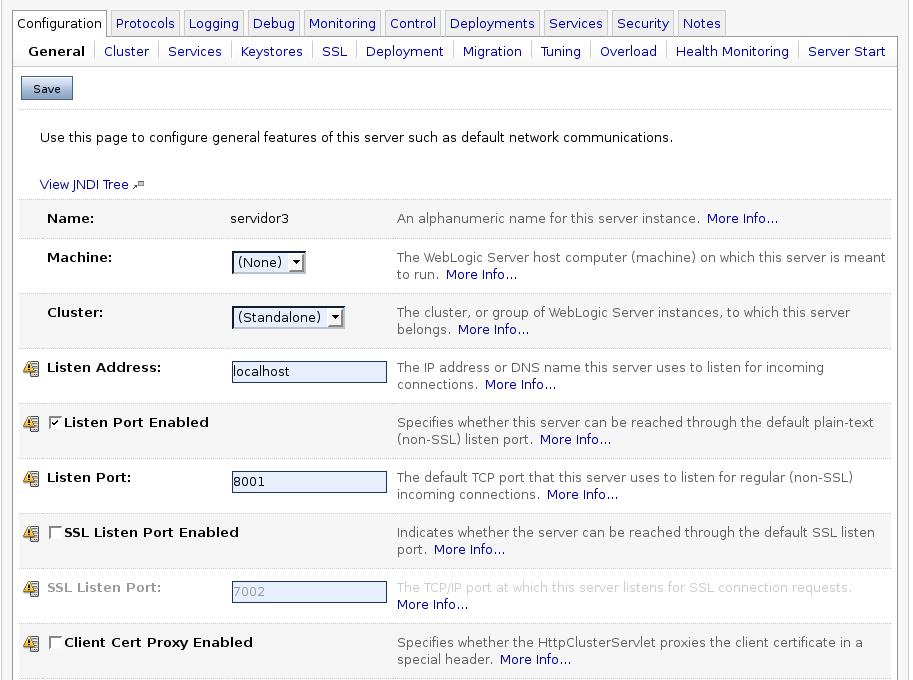 Configuration Protocols Logging Debug Monitoring Control Deployments Services Security Notes
General Cluster Services Keystores SSL Deployment Migration Tuning Overload Health Monitoring Server Start
Save
Use this page to configure general features of this server such as default network communications.
View JNDI Tree
Name: servidor3 An alphanumeric name for this server instance. More Info...
Machine: (None) The WebLogic Server host computer (machine) on which this server is meant
to run. More Info...
Cluster: (Standalone) The cluster, or group of WebLogic Server instances, to which this server
belongs. More Info...
Listen Address: localhost The IP address or DNS name this server uses to listen for incoming
connections. More Info...
Listen Port Enabled Specifies whether this server can be reached through the default plain-text
(non-SSL) listen port. More Info...
Listen Port: 8001 The default TCP port that this server uses to listen for regular (non-SSL)
incoming connections. More Info...
SSL Listen Port Enabled Indicates whether the server can be reached through the default SSL listen
port. More Info...
SSL Listen Port: 7002 The TCP/IP port at which this server listens for SSL connection requests.
More Info...
Client Cert Proxy Enabled Specifies whether the HttpClusterServlet proxies the client certificate in a
special header. More Info...